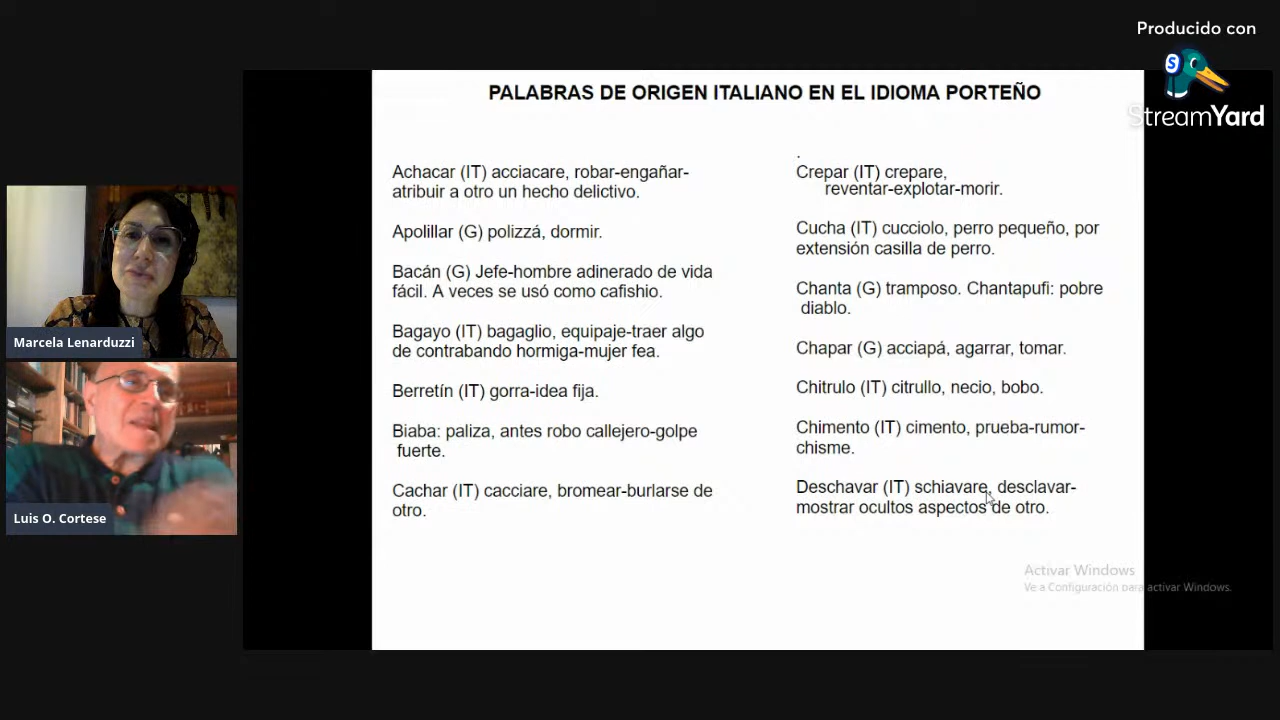 Producido con
StreamYard
PALABRAS DE ORIGEN ITALIANO EN EL IDIOMA PORTEÑO
Achacar (IT) acciacare, robar-engañar-
atribuir a otro un hecho delictivo.
Apolillar (G) polizzá, dormir.
Bacán (G) Jefe-hombre adinerado de vida
fácil. A veces se usó como cafishio.
Bagayo (IT) bagaglio, equipaje-traer algo
de contrabando hormiga-mujer fea.
Berretín (IT) gorra-idea fija.
Biaba: paliza, antes robo callejero-golpe
fuerte.
Cachar (IT) cacciare, bromear-burlarse de
otro.
.
Crepar (IT) crepare,
reventar-explotar-morir.
Cucha (IT) cucciolo, perro pequeño, por
extensión casilla de perro.
Chanta (G) tramposo. Chantapufi: pobre
diablo.
Chapar (G) acciapá, agarrar, tomar.
Chitrulo (IT) citrullo, necio, bobo.
Chimento (IT) cimento, prueba-rumor-
chisme.
Deschavar (IT) schiavare, desclavar-
mostrar ocultos aspectos de otro.
Marcela Lenarduzzi
Luis O. Cortese
Activar Windows
Ve a Configuración para activar Windows.